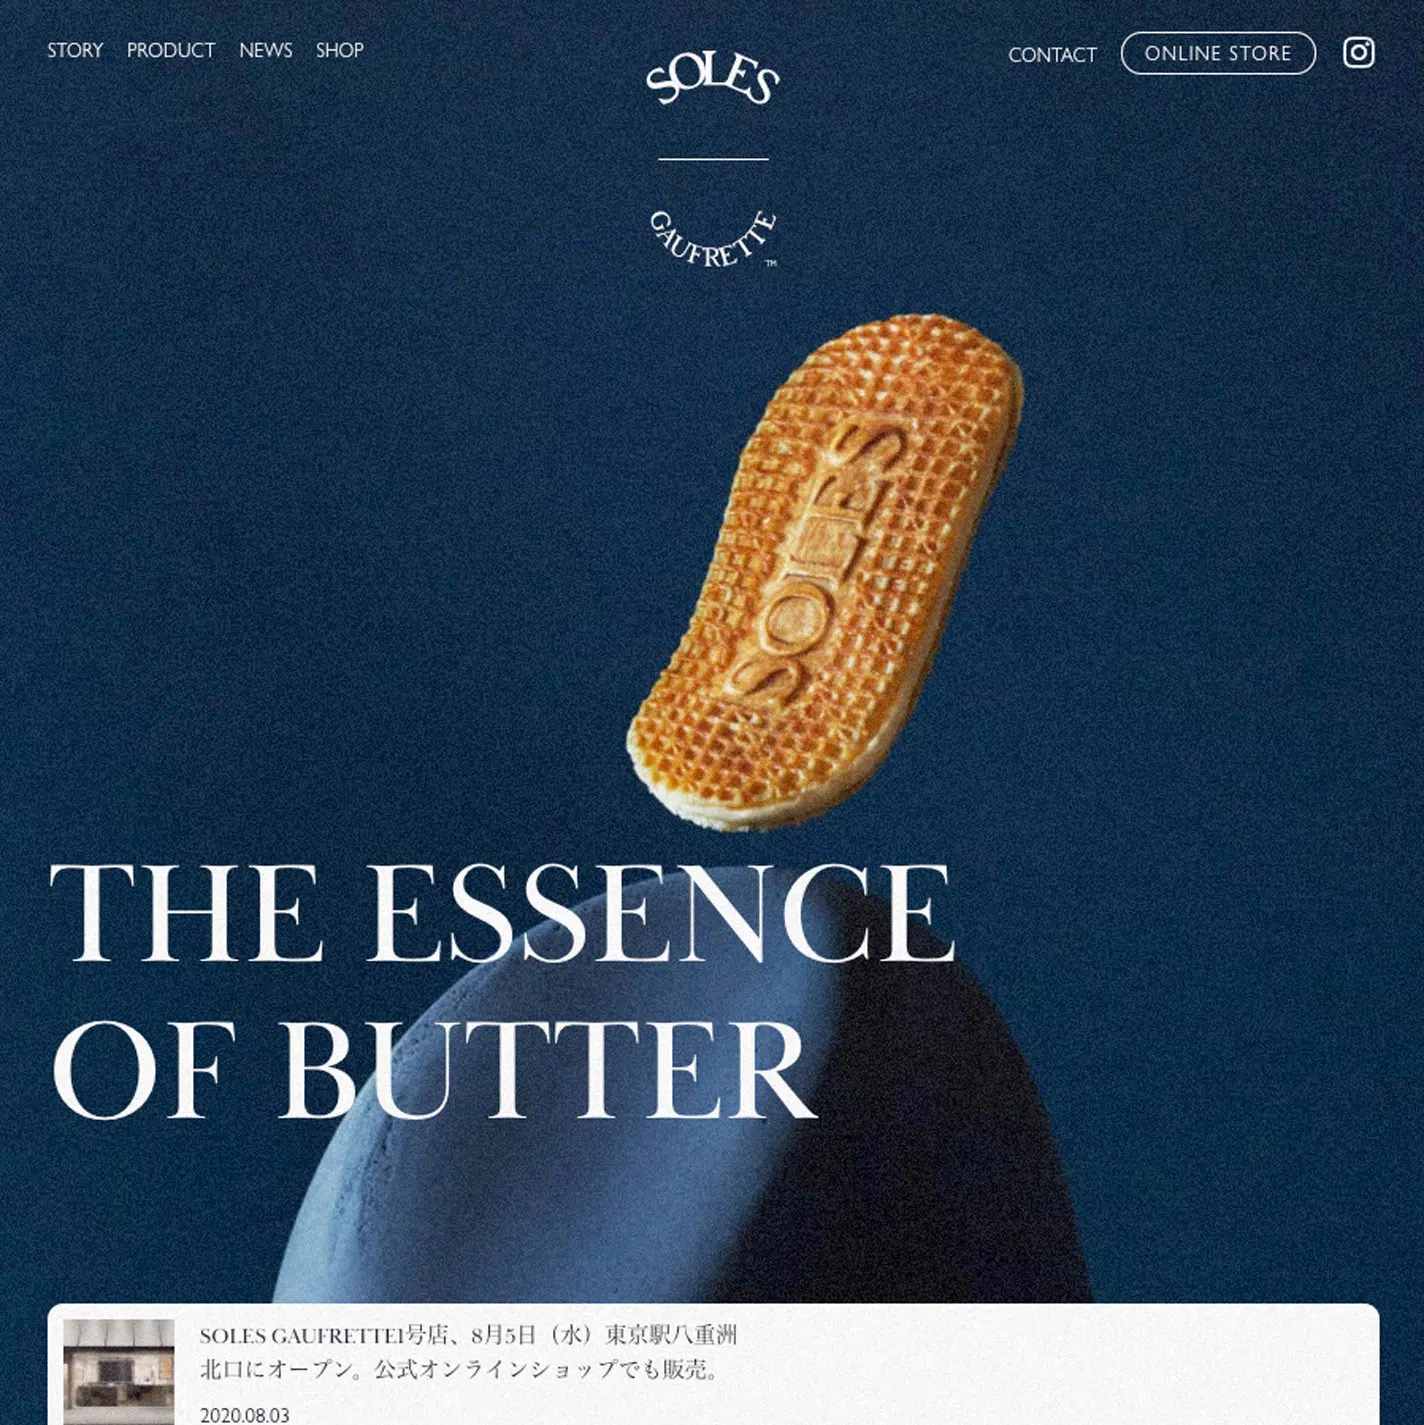 STORY PRODUCT NEWS SHOP
SOLES
GAUFRETTE
TM
CONTACT ONLINE STORE
SOLES
THE ESSENCE
OF BUTTER
SOLES GAUFRETTE1号店、8月5日（水）東京駅八重洲
北口にオープン。公式オンラインショップでも販売。
2020.08.03